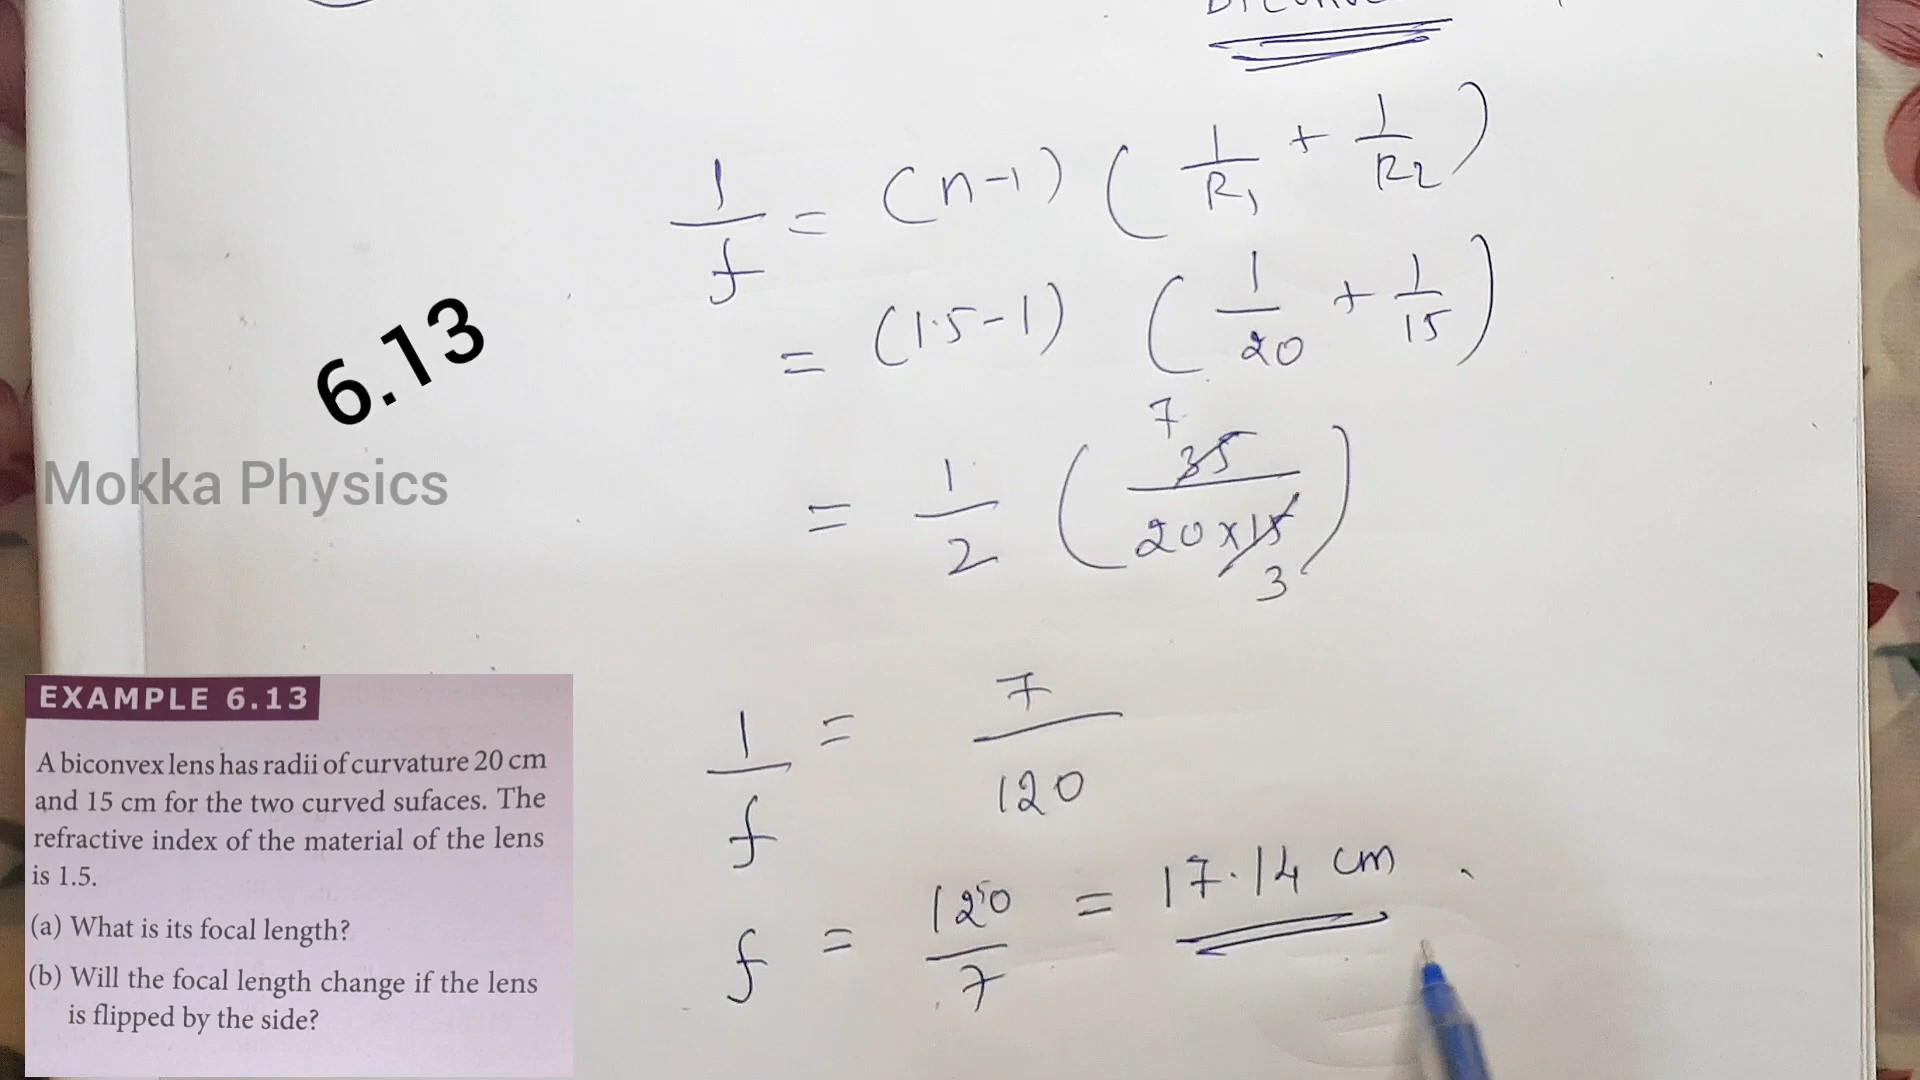 1/f = (n-1) (1/R₁ + 1/R₂)
= (1.5-1) (1/20 + 1/15)
7
= 1/2 (35/20x15)
3
1/f = 7/120
f = 120/7 = 17.14 cm
6.13
Mokka Physics
EXAMPLE 6.13
A biconvex lens has radii of curvature 20 cm
and 15 cm for the two curved sufaces. The
refractive index of the material of the lens
is 1.5.
(a) What is its focal length?
(b) Will the focal length change if the lens
is flipped by the side?